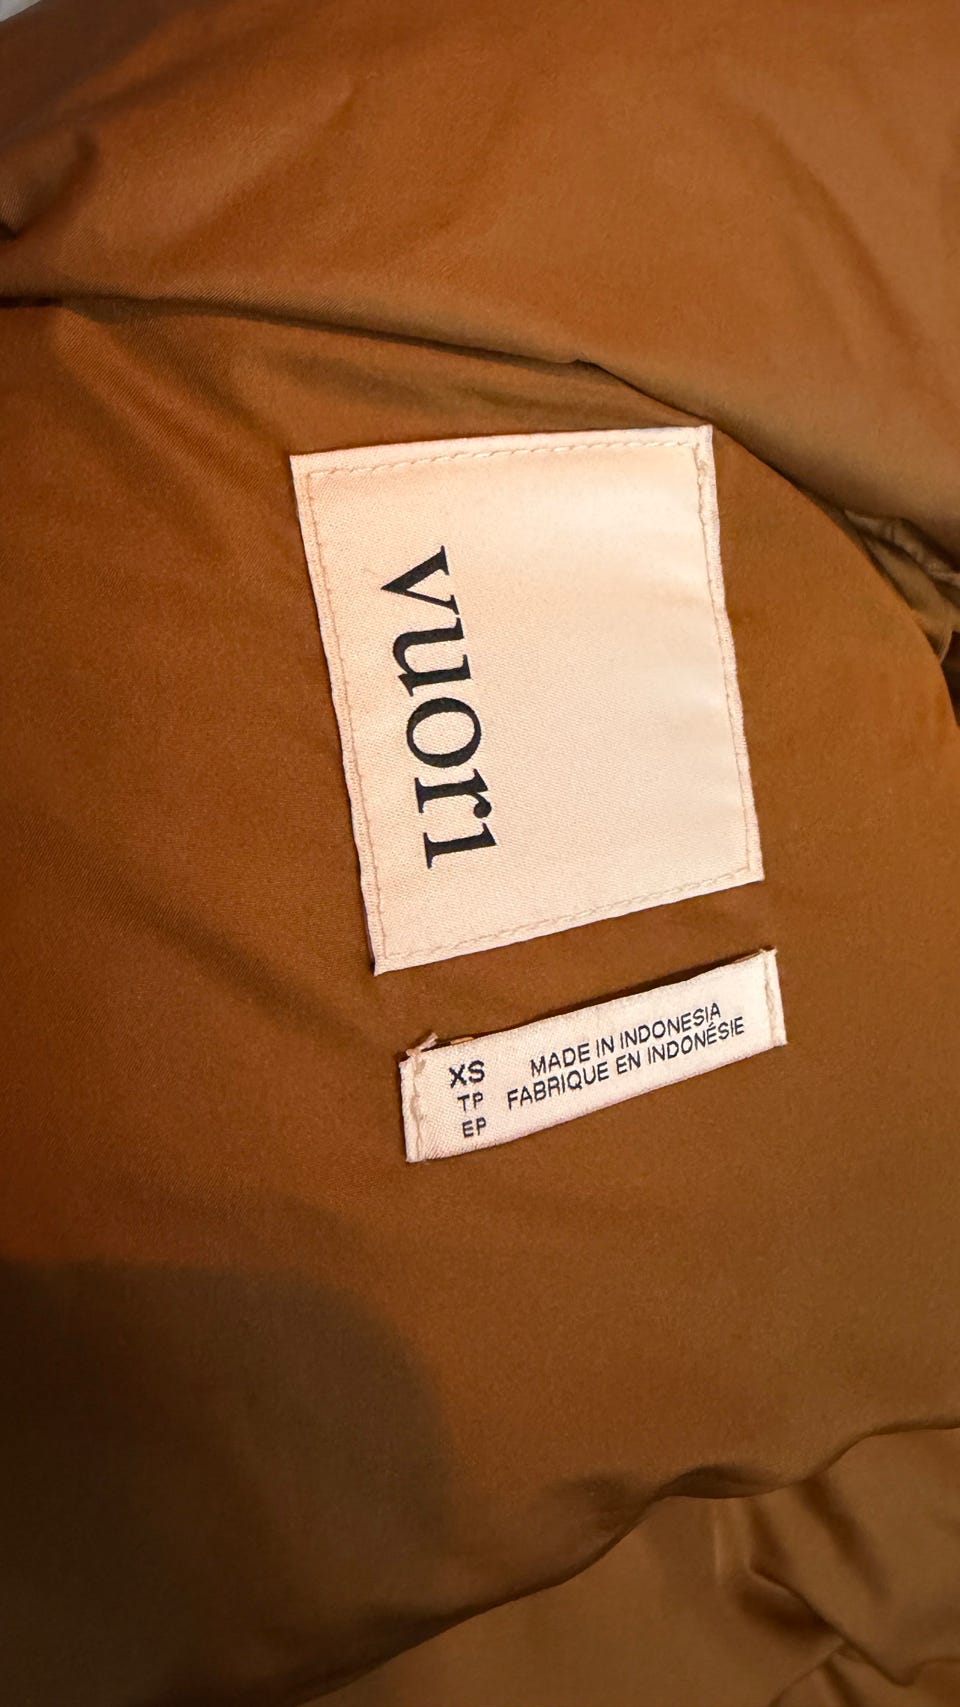 vuori
XS
TP
EP
MADE IN INDONESIA
FABRIQUE EN INDONÉSIE